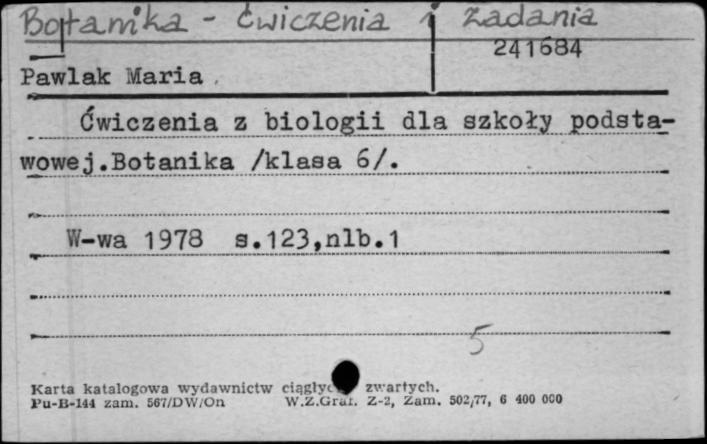 Botanika - ćwiczenia i zadania
241684
Pawlak Maria
Ćwiczenia z biologii dla szkoły podsta-
wowej.Botanika /klasa 6/.
W-wa 1978 s.123,nlb.1
5
Karta katalogowa wydawnictw zwartych.
Pu-B-144 zam. 567/DW/On W.Z.Graf. Z-2, Zam. 502/77, 6 400 000